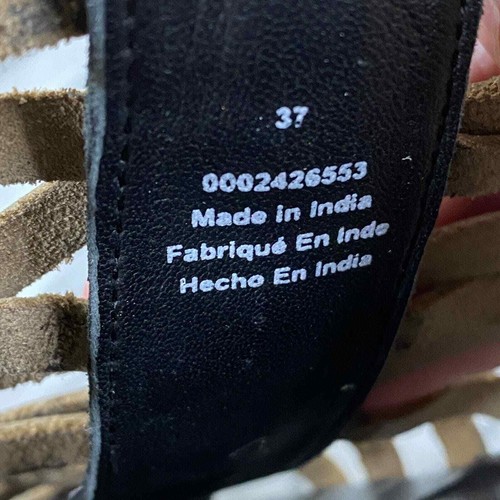 37
0002426553
Made in India
Fabriqué En Inde
Hecho En India